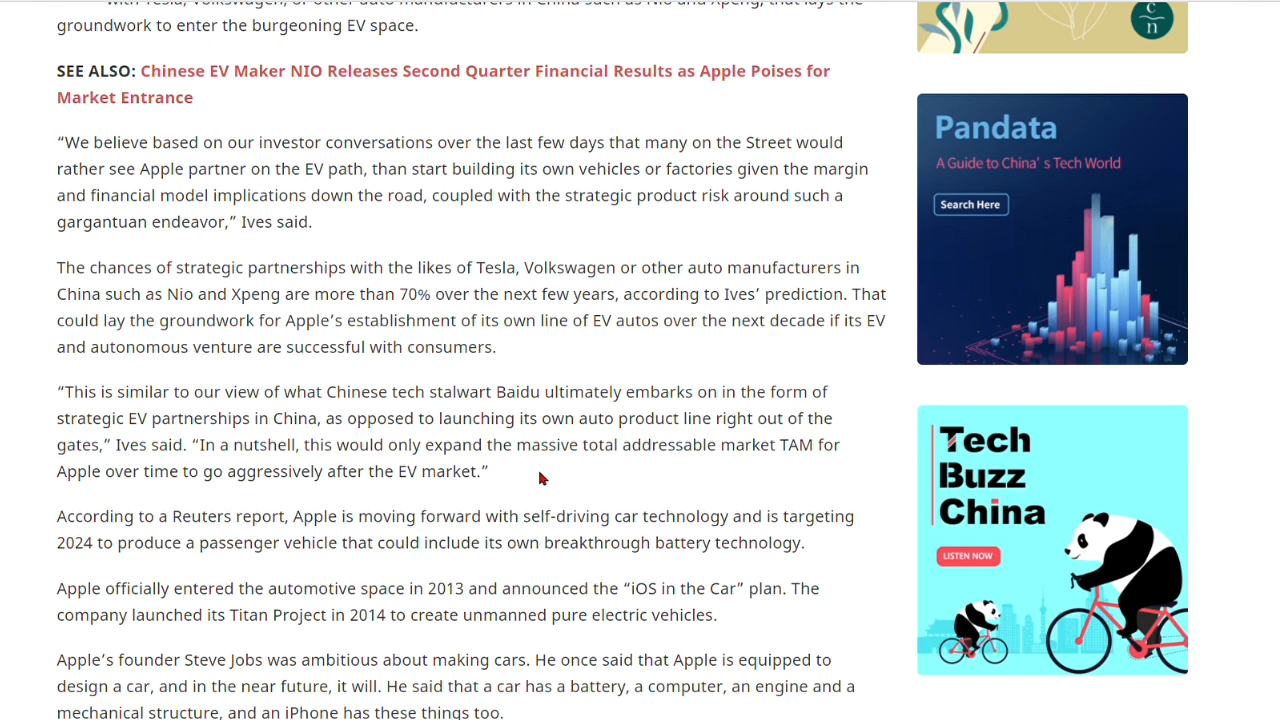 with Tesla, Volkswagen, or other auto manufacturers in China such as Nio and Xpeng, that lays the
groundwork to enter the burgeoning EV space.
SEE ALSO: Chinese EV Maker NIO Releases Second Quarter Financial Results as Apple Poises for
Market Entrance
“We believe based on our investor conversations over the last few days that many on the Street would
rather see Apple partner on the EV path, than start building its own vehicles or factories given the margin
and financial model implications down the road, coupled with the strategic product risk around such a
gargantuan endeavor,” Ives said.
The chances of strategic partnerships with the likes of Tesla, Volkswagen or other auto manufacturers in
China such as Nio and Xpeng are more than 70% over the next few years, according to Ives’ prediction. That
could lay the groundwork for Apple’s establishment of its own line of EV autos over the next decade if its EV
and autonomous venture are successful with consumers.
“This is similar to our view of what Chinese tech stalwart Baidu ultimately embarks on in the form of
strategic EV partnerships in China, as opposed to launching its own auto product line right out of the
gates,” Ives said. “In a nutshell, this would only expand the massive total addressable market TAM for
Apple over time to go aggressively after the EV market.”
According to a Reuters report, Apple is moving forward with self-driving car technology and is targeting
2024 to produce a passenger vehicle that could include its own breakthrough battery technology.
Apple officially entered the automotive space in 2013 and announced the “iOS in the Car” plan. The
company launched its Titan Project in 2014 to create unmanned pure electric vehicles.
Apple’s founder Steve Jobs was ambitious about making cars. He once said that Apple is equipped to
design a car, and in the near future, it will. He said that a car has a battery, a computer, an engine and a
mechanical structure, and an iPhone has these things too.
c
n
Pandata
A Guide to China’s Tech World
Search Here
Tech
Buzz
China
LISTEN NOW